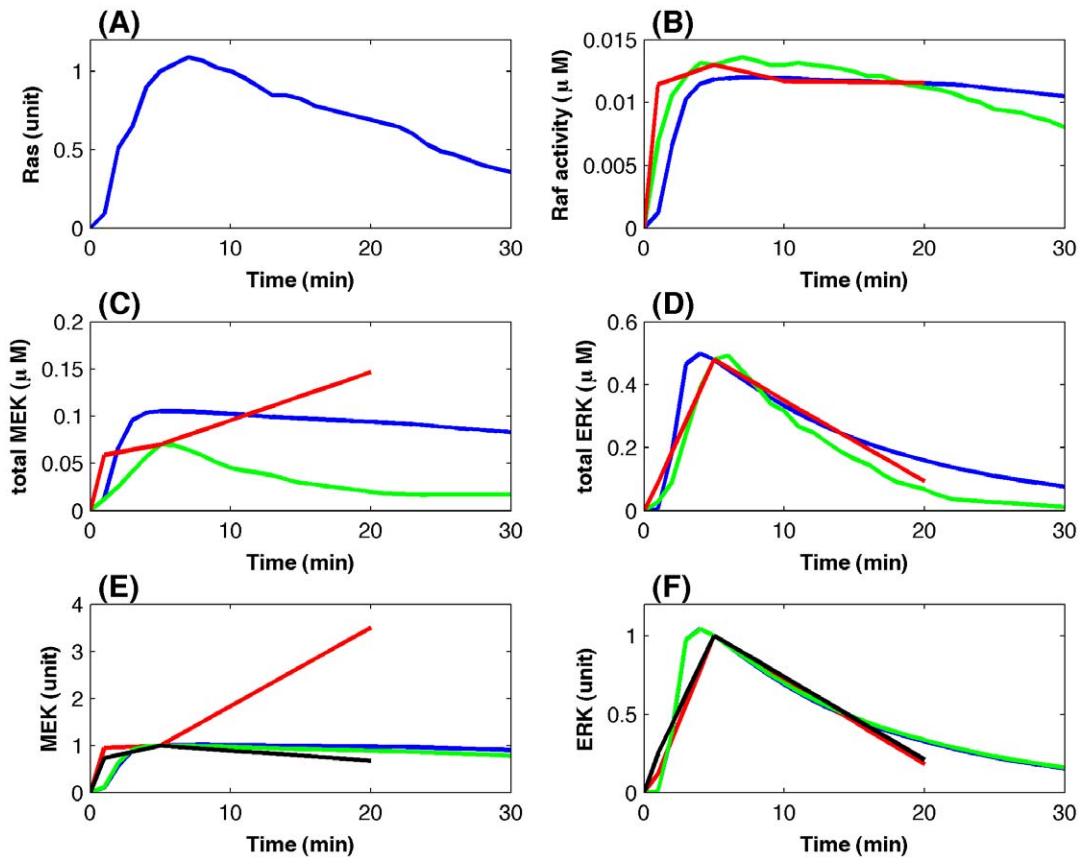 (A)
1
0.5
0
Ras (unit)
0 10 20 30
Time (min)
(B)
0.015
0.01
0.005
0
Raf activity (μ M)
0 10 20 30
Time (min)
(C)
0.2
0.15
0.1
0.05
0
total MEK (μ M)
0 10 20 30
Time (min)
(D)
0.6
0.4
0.2
0
total ERK (μ M)
0 10 20 30
Time (min)
(E)
4
3
2
1
0
MEK (unit)
0 10 20 30
Time (min)
(F)
1
0.5
0
ERK (unit)
0 10 20 30
Time (min)